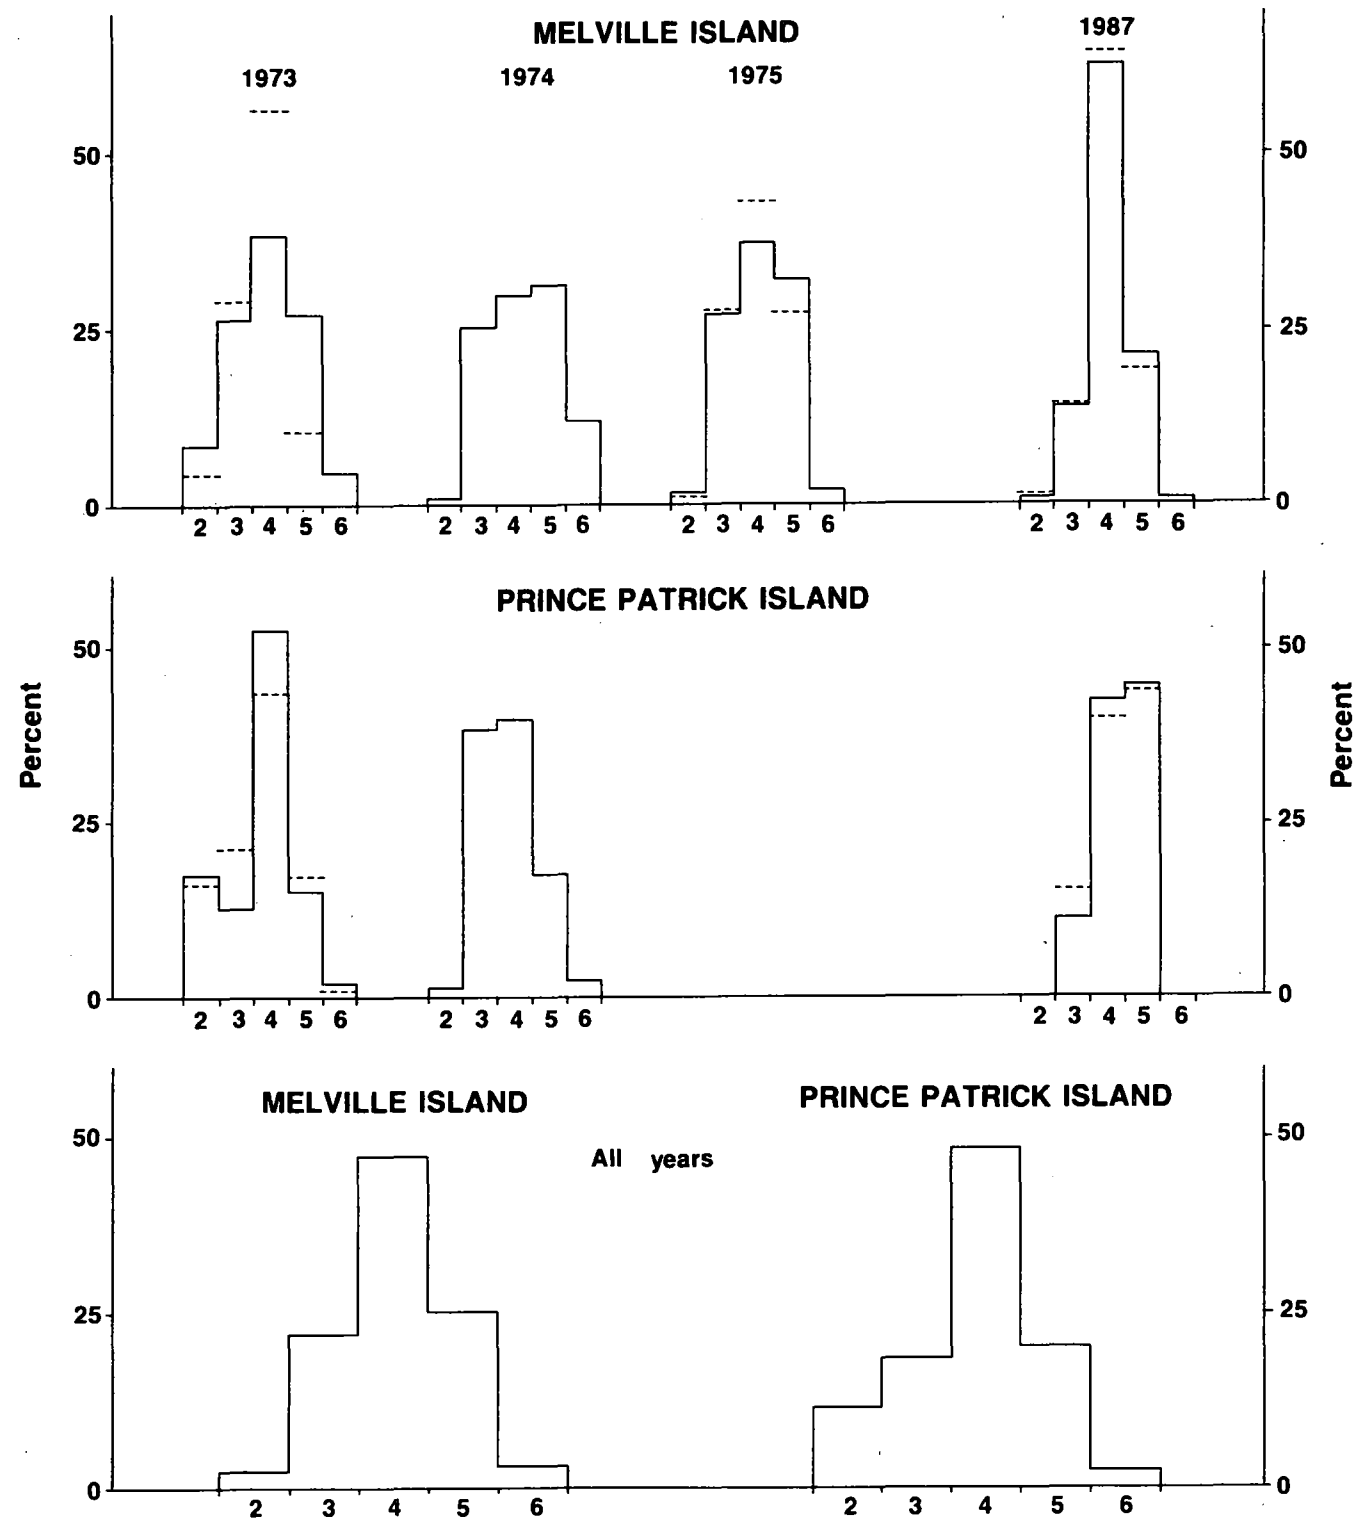 MELVILLE ISLAND
1973 1974 1975 1987
50 50
25 25
0 0
2 3 4 5 6 2 3 4 5 6 2 3 4 5 6 2 3 4 5 6
PRINCE PATRICK ISLAND
50 50
Percent Percent
25 25
0 0
2 3 4 5 6 2 3 4 5 6 2 3 4 5 6
MELVILLE ISLAND PRINCE PATRICK ISLAND
50 50
All years
25 25
0 0
2 3 4 5 6 2 3 4 5 6